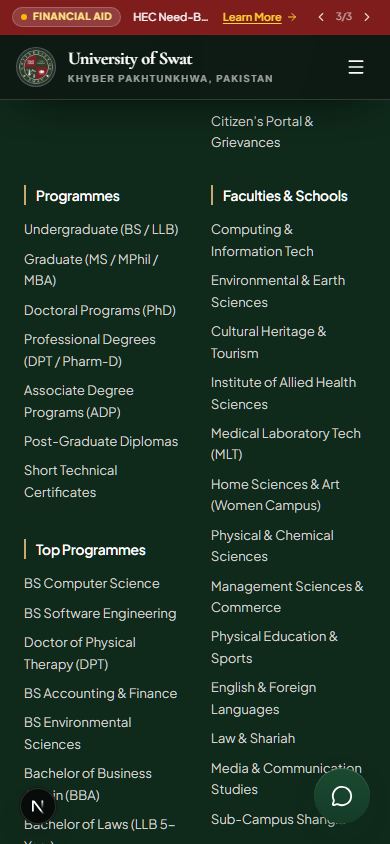 FINANCIAL AID
HEC Need-B...
Learn More →
3/3
University of Swat
KHYBER PAKHTUNKHWA, PAKISTAN
Citizen's Portal &
Grievances
Programmes
Undergraduate (BS / LLB)
Graduate (MS / MPhil /
MBA)
Doctoral Programs (PhD)
Professional Degrees
(DPT / Pharm-D)
Associate Degree
Programs (ADP)
Post-Graduate Diplomas
Short Technical
Certificates
Top Programmes
BS Computer Science
BS Software Engineering
Doctor of Physical
Therapy (DPT)
BS Accounting & Finance
BS Environmental
Sciences
Bachelor of Business
in (BBA)
Bachelor of Laws (LLB 5-
N
Faculties & Schools
Computing &
Information Tech
Environmental & Earth
Sciences
Cultural Heritage &
Tourism
Institute of Allied Health
Sciences
Medical Laboratory Tech
(MLT)
Home Sciences & Art
(Women Campus)
Physical & Chemical
Sciences
Management Sciences &
Commerce
Physical Education &
Sports
English & Foreign
Languages
Law & Shariah
Media & Communication
Studies
Sub-Campus